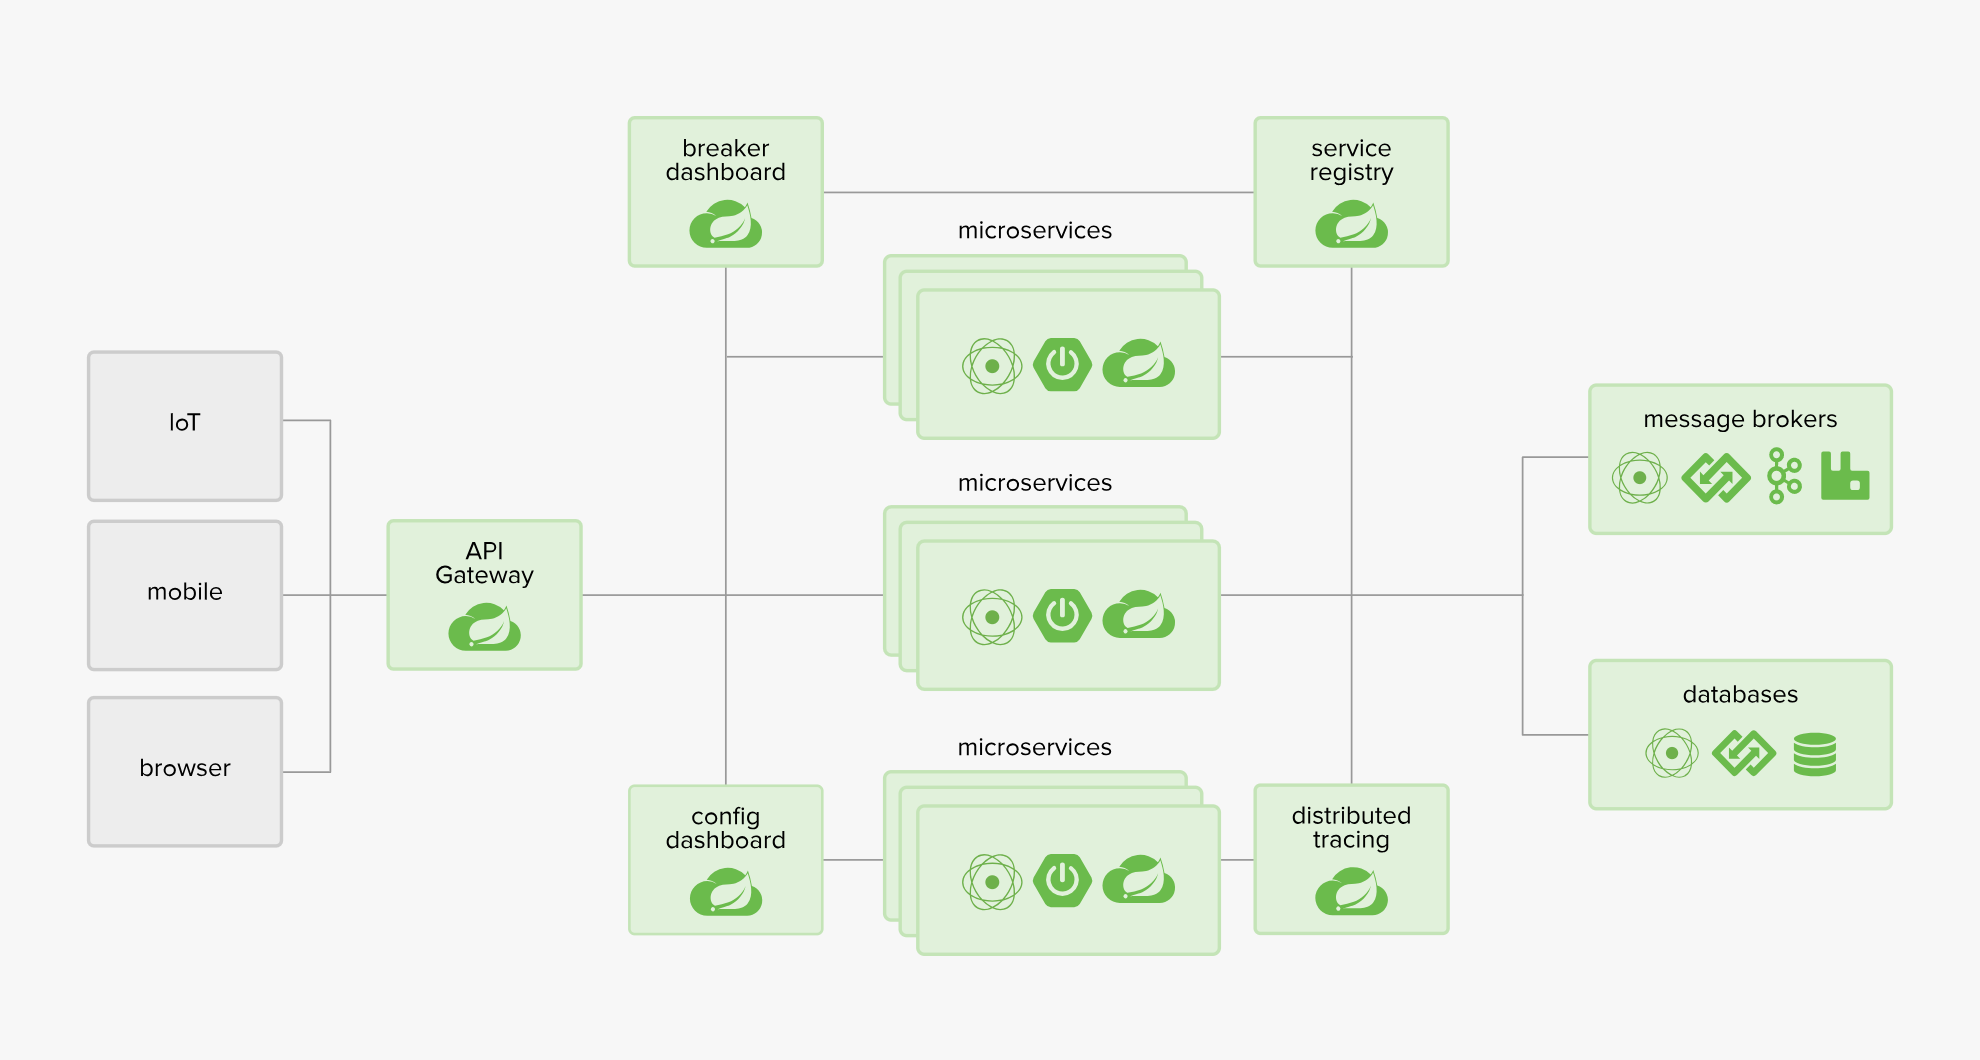 breaker
dashboard
service
registry
microservices
IoT
message brokers
microservices
API
Gateway
mobile
databases
microservices
browser
config
dashboard
distributed
tracing